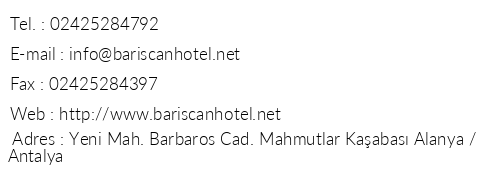 Tel. : 02425284792
E-mail : info@bariscanhotel.net
Fax : 02425284397
Web : http://www.bariscanhotel.net
Adres : Yeni Mah. Barbaros Cad. Mahmutlar Kaşabası Alanya /
Antalya